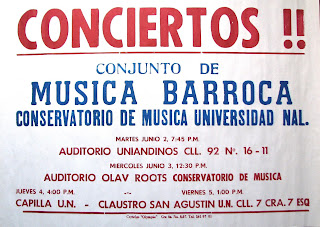 CONCIERTOS !!
CONJUNTO DE
MUSICA BARROCA
CONSERVATORIO DE MUSICA UNIVERSIDAD NAL.
MARTES JUNIO 2, 7:45 P.M.
AUDITORIO UNIANDINOS CLL. 92 Nº. 16 - 11
MIERCOLES JUNIO 3, 12:30 P.M.
AUDITORIO OLAV ROOTS CONSERVATORIO DE MUSICA
JUEVES 4, 4:00 P.M. VIERNES 5, 1:00 P.M.
CAPILLA U.N. - CLAUSTRO SAN AGUSTIN U.N. CLL. 7 CRA. 7 ESQ
Carteles "Olympia"